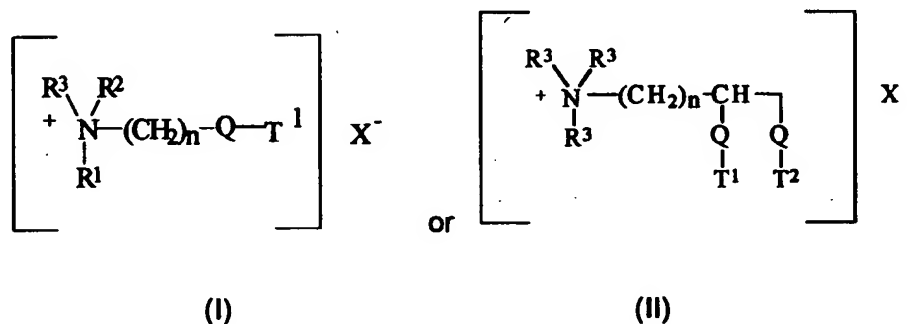 R³ R² + N (CH₂)n Q T¹ R¹ X⁻
or
R³ R³ + N (CH₂)n CH R³ Q Q T¹ T² X
(I) (II)